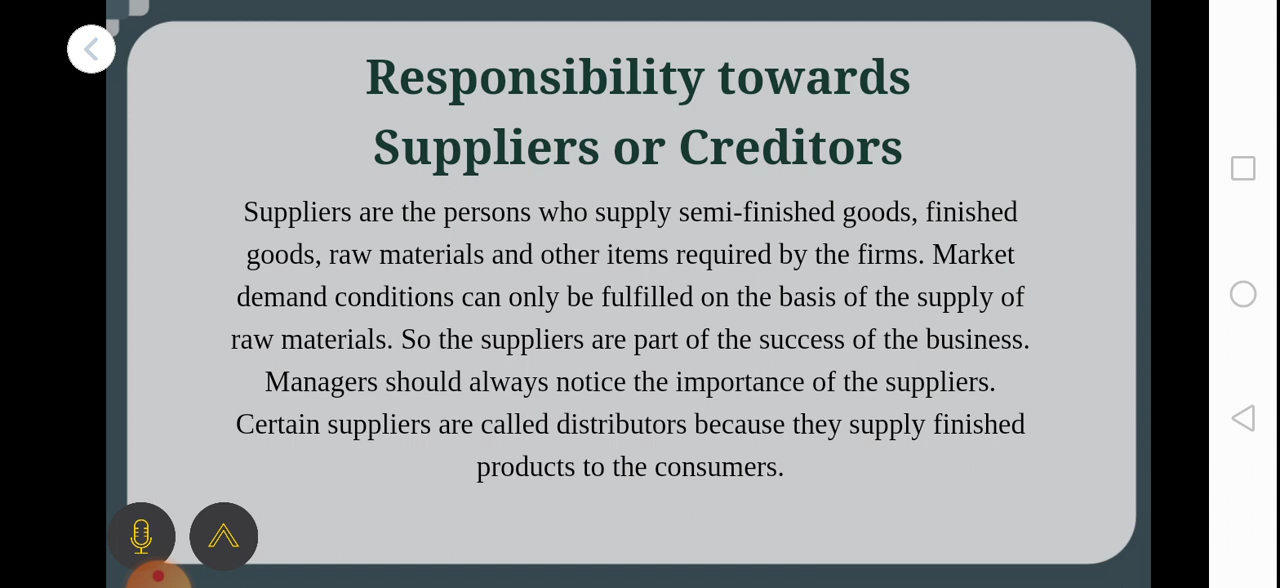 Responsibility towards
Suppliers or Creditors
Suppliers are the persons who supply semi-finished goods, finished
goods, raw materials and other items required by the firms. Market
demand conditions can only be fulfilled on the basis of the supply of
raw materials. So the suppliers are part of the success of the business.
Managers should always notice the importance of the suppliers.
Certain suppliers are called distributors because they supply finished
products to the consumers.